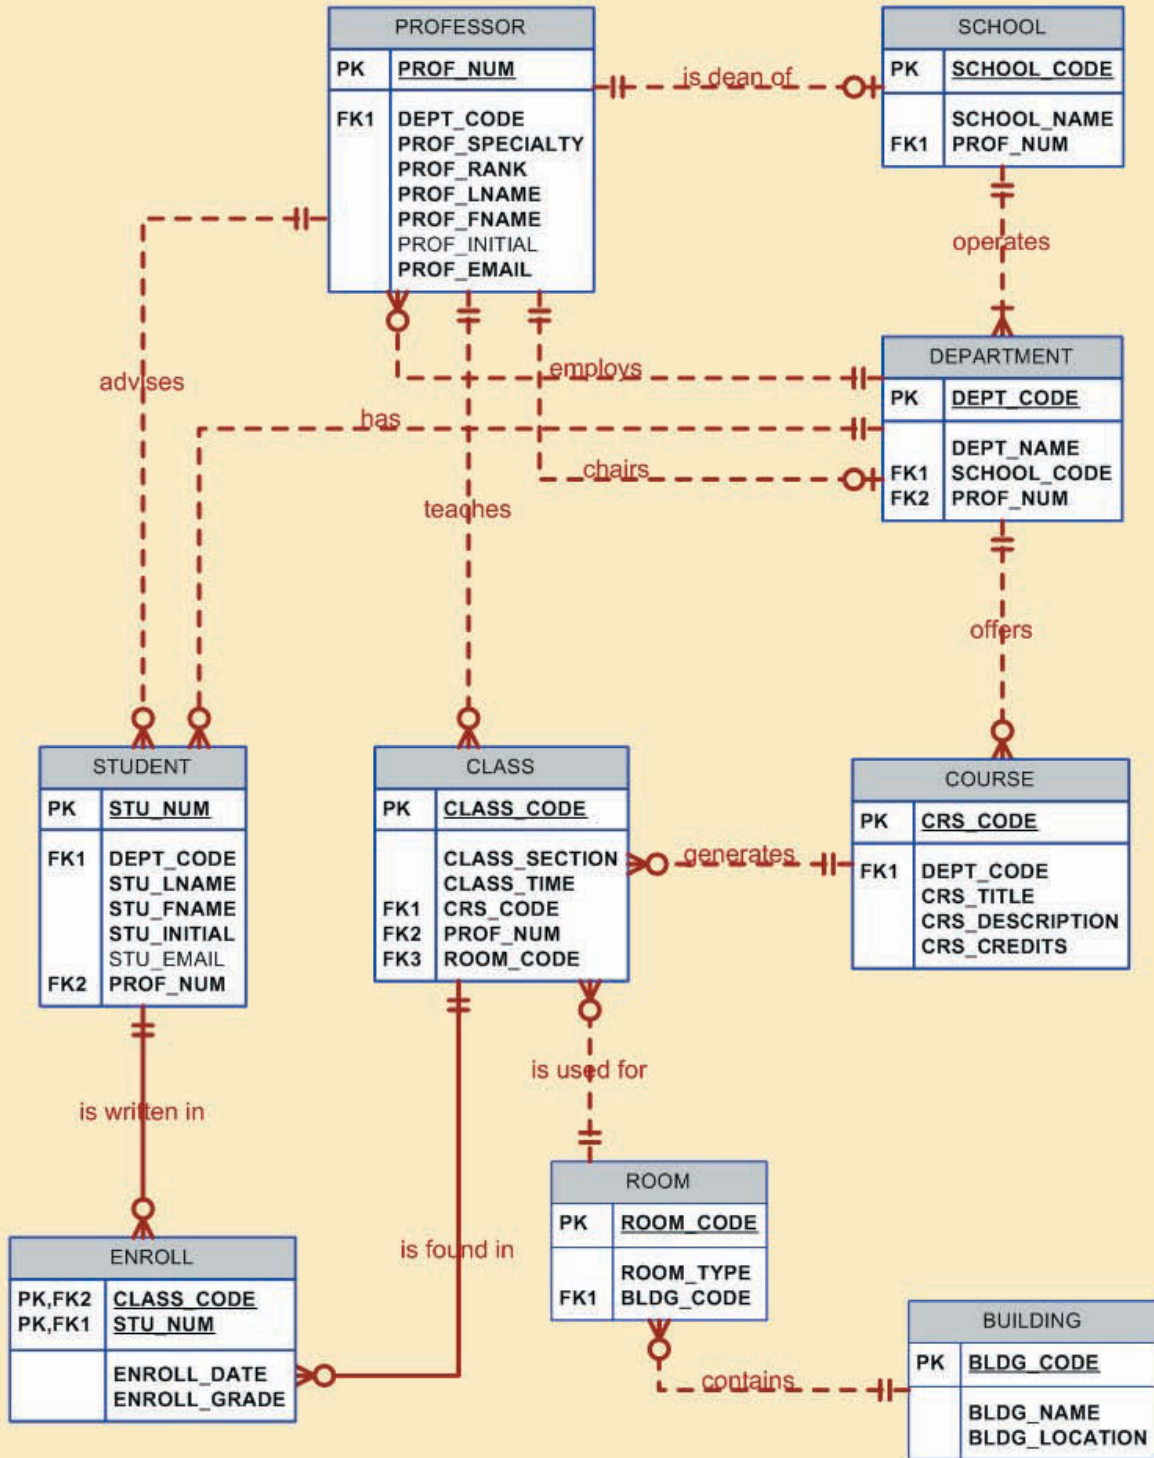 PROFESSOR
PK PROF_NUM
FK1 DEPT_CODE
PROF_SPECIALTY
PROF_RANK
PROF_LNAME
PROF_FNAME
PROF_INITIAL
PROF_EMAIL
is dean of
SCHOOL
PK SCHOOL_CODE
SCHOOL_NAME
FK1 PROF_NUM
operates
advises
employs
has
chairs
teaches
DEPARTMENT
PK DEPT_CODE
DEPT_NAME
FK1 SCHOOL_CODE
FK2 PROF_NUM
offers
STUDENT
PK STU_NUM
FK1 DEPT_CODE
STU_LNAME
STU_FNAME
STU_INITIAL
STU_EMAIL
FK2 PROF_NUM
CLASS
PK CLASS_CODE
CLASS_SECTION
CLASS_TIME
FK1 CRS_CODE
FK2 PROF_NUM
FK3 ROOM_CODE
generates
COURSE
PK CRS_CODE
FK1 DEPT_CODE
CRS_TITLE
CRS_DESCRIPTION
CRS_CREDITS
is written in
is used for
is found in
ENROLL
PK,FK2 CLASS_CODE
PK,FK1 STU_NUM
ENROLL_DATE
ENROLL_GRADE
ROOM
PK ROOM_CODE
ROOM_TYPE
FK1 BLDG_CODE
contains
BUILDING
PK BLDG_CODE
BLDG_NAME
BLDG_LOCATION